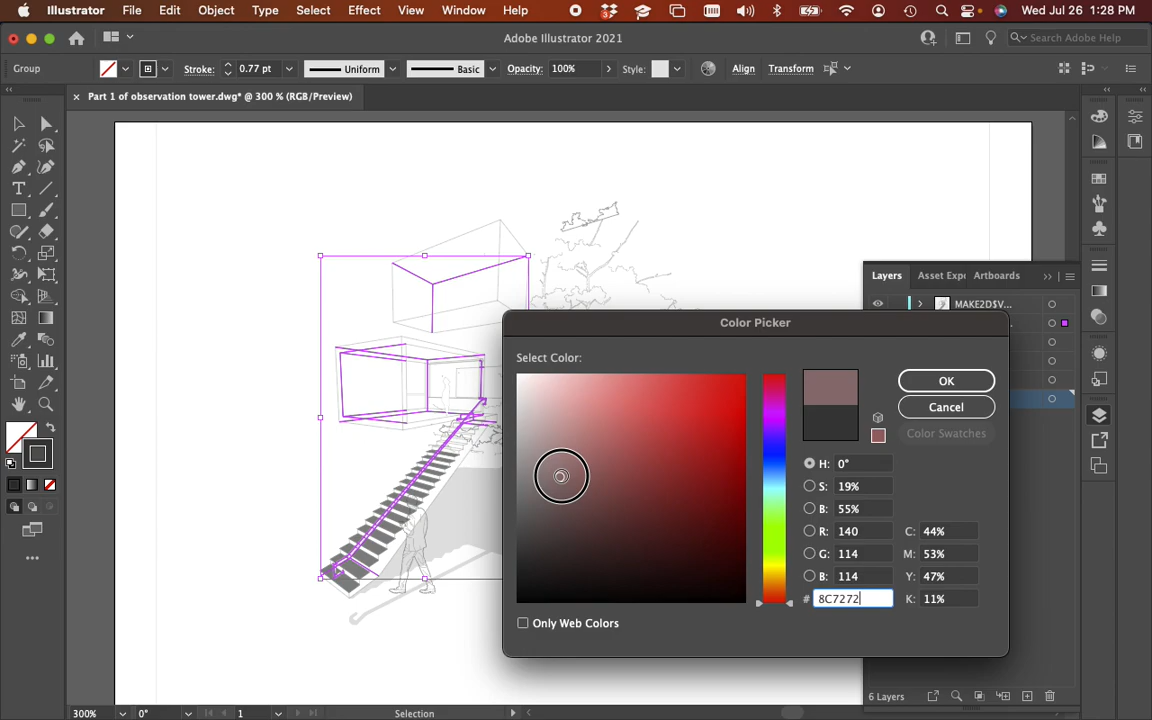 Illustrator File Edit Object Type Select Effect View Window Help Wed Jul 26 1:28 PM
Adobe Illustrator 2021 Search Adobe Help
Group Stroke: 0.77 pt Uniform Basic Opacity: 100% Style: Align Transform
× Part 1 of observation tower.dwg* @ 300 % (RGB/Preview)
Layers Asset Expo Artboards
MAKE2D$V...
Color Picker
Select Color:
OK
Cancel
Color Swatches
H: 0°
S: 19%
B: 55%
R: 140 C: 44%
G: 114 M: 53%
B: 114 Y: 47%
# 8C7272 K: 11%
Only Web Colors
6 Layers
300% 0° 1 Selection